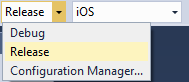 Release iOS
Debug
Release
Configuration Manager...